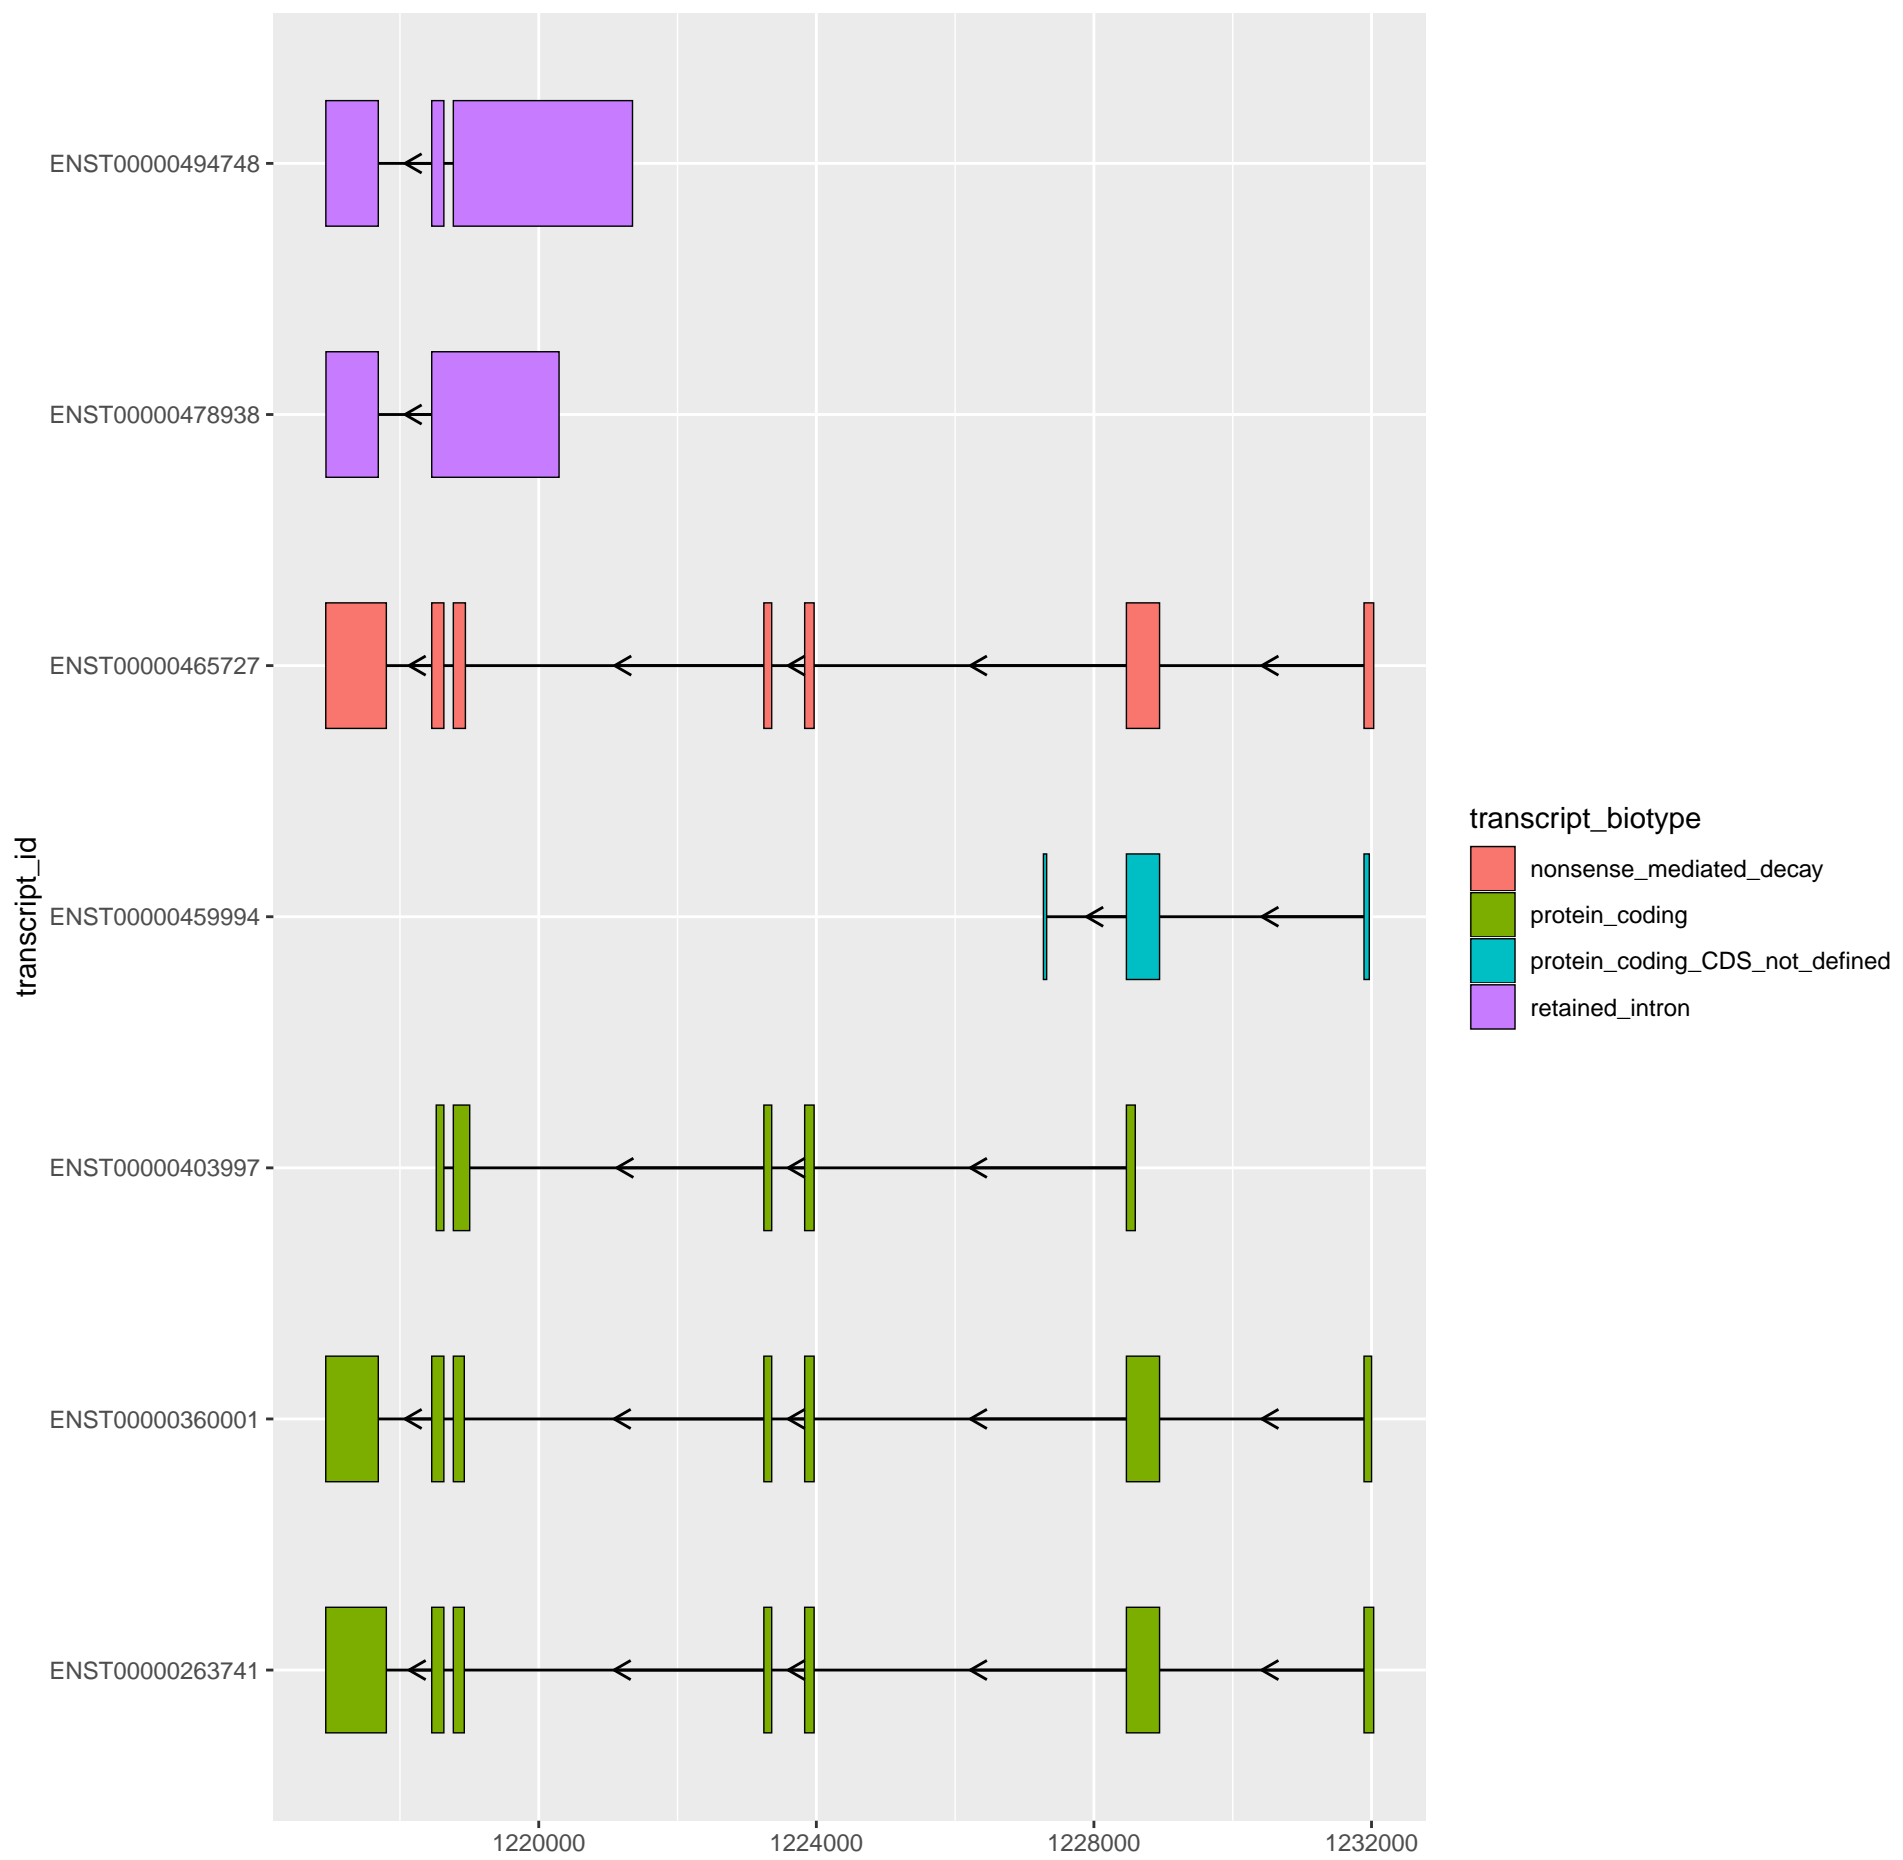 ENST00000494748
ENST00000478938
ENST00000465727
ENST00000459994
ENST00000403997
ENST00000360001
ENST00000263741
transcript_id
1220000
1224000
1228000
1232000
transcript_biotype
nonsense_mediated_decay
protein_coding
protein_coding_CDS_not_defined
retained_intron